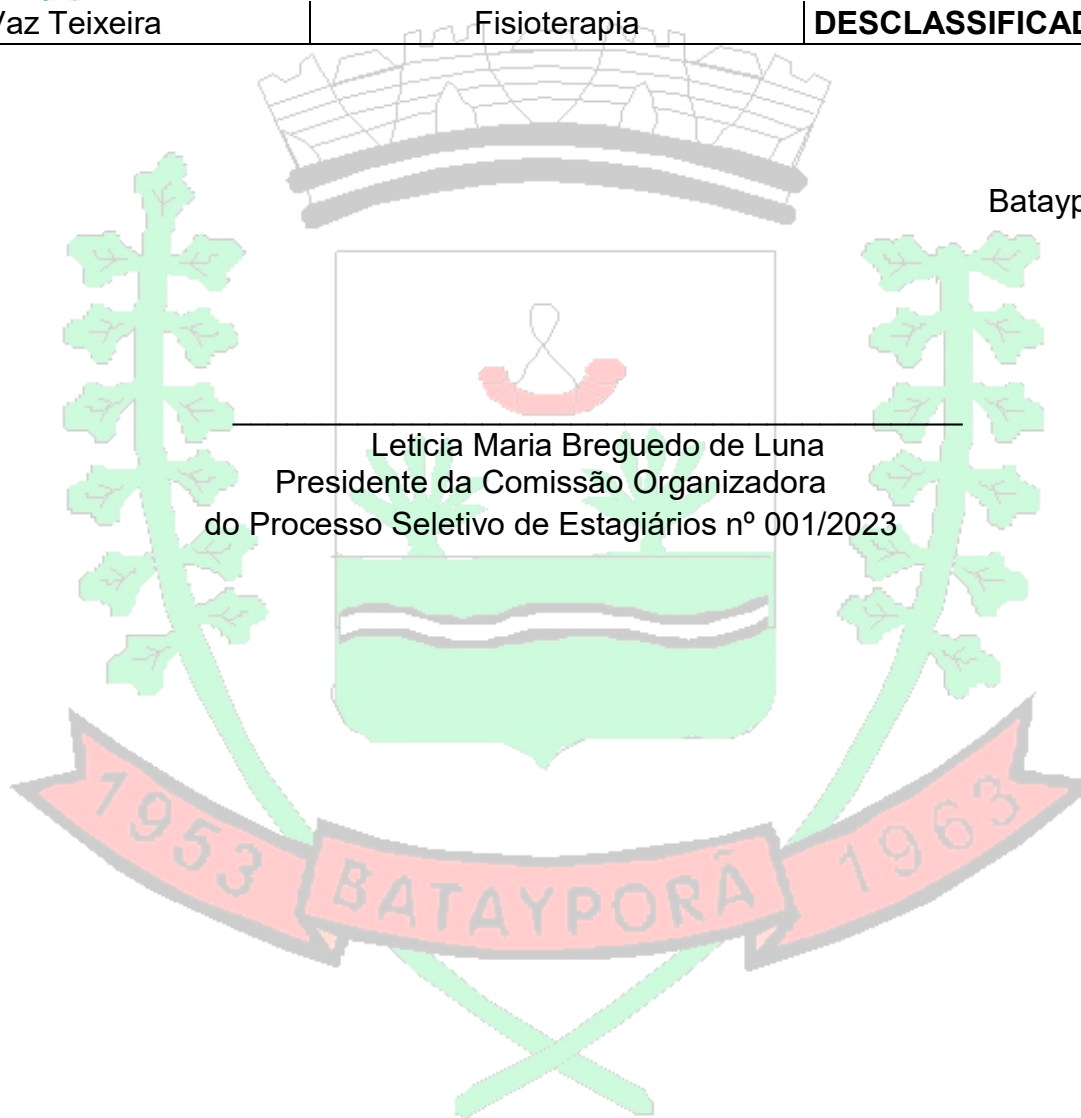 Vaz Teixeira Fisioterapia DESCLASSIFICAD
Bataypo
Leticia Maria Breguedo de Luna
Presidente da Comissão Organizadora
do Processo Seletivo de Estagiários nº 001/2023
1953 BATAYPORÃ 1963